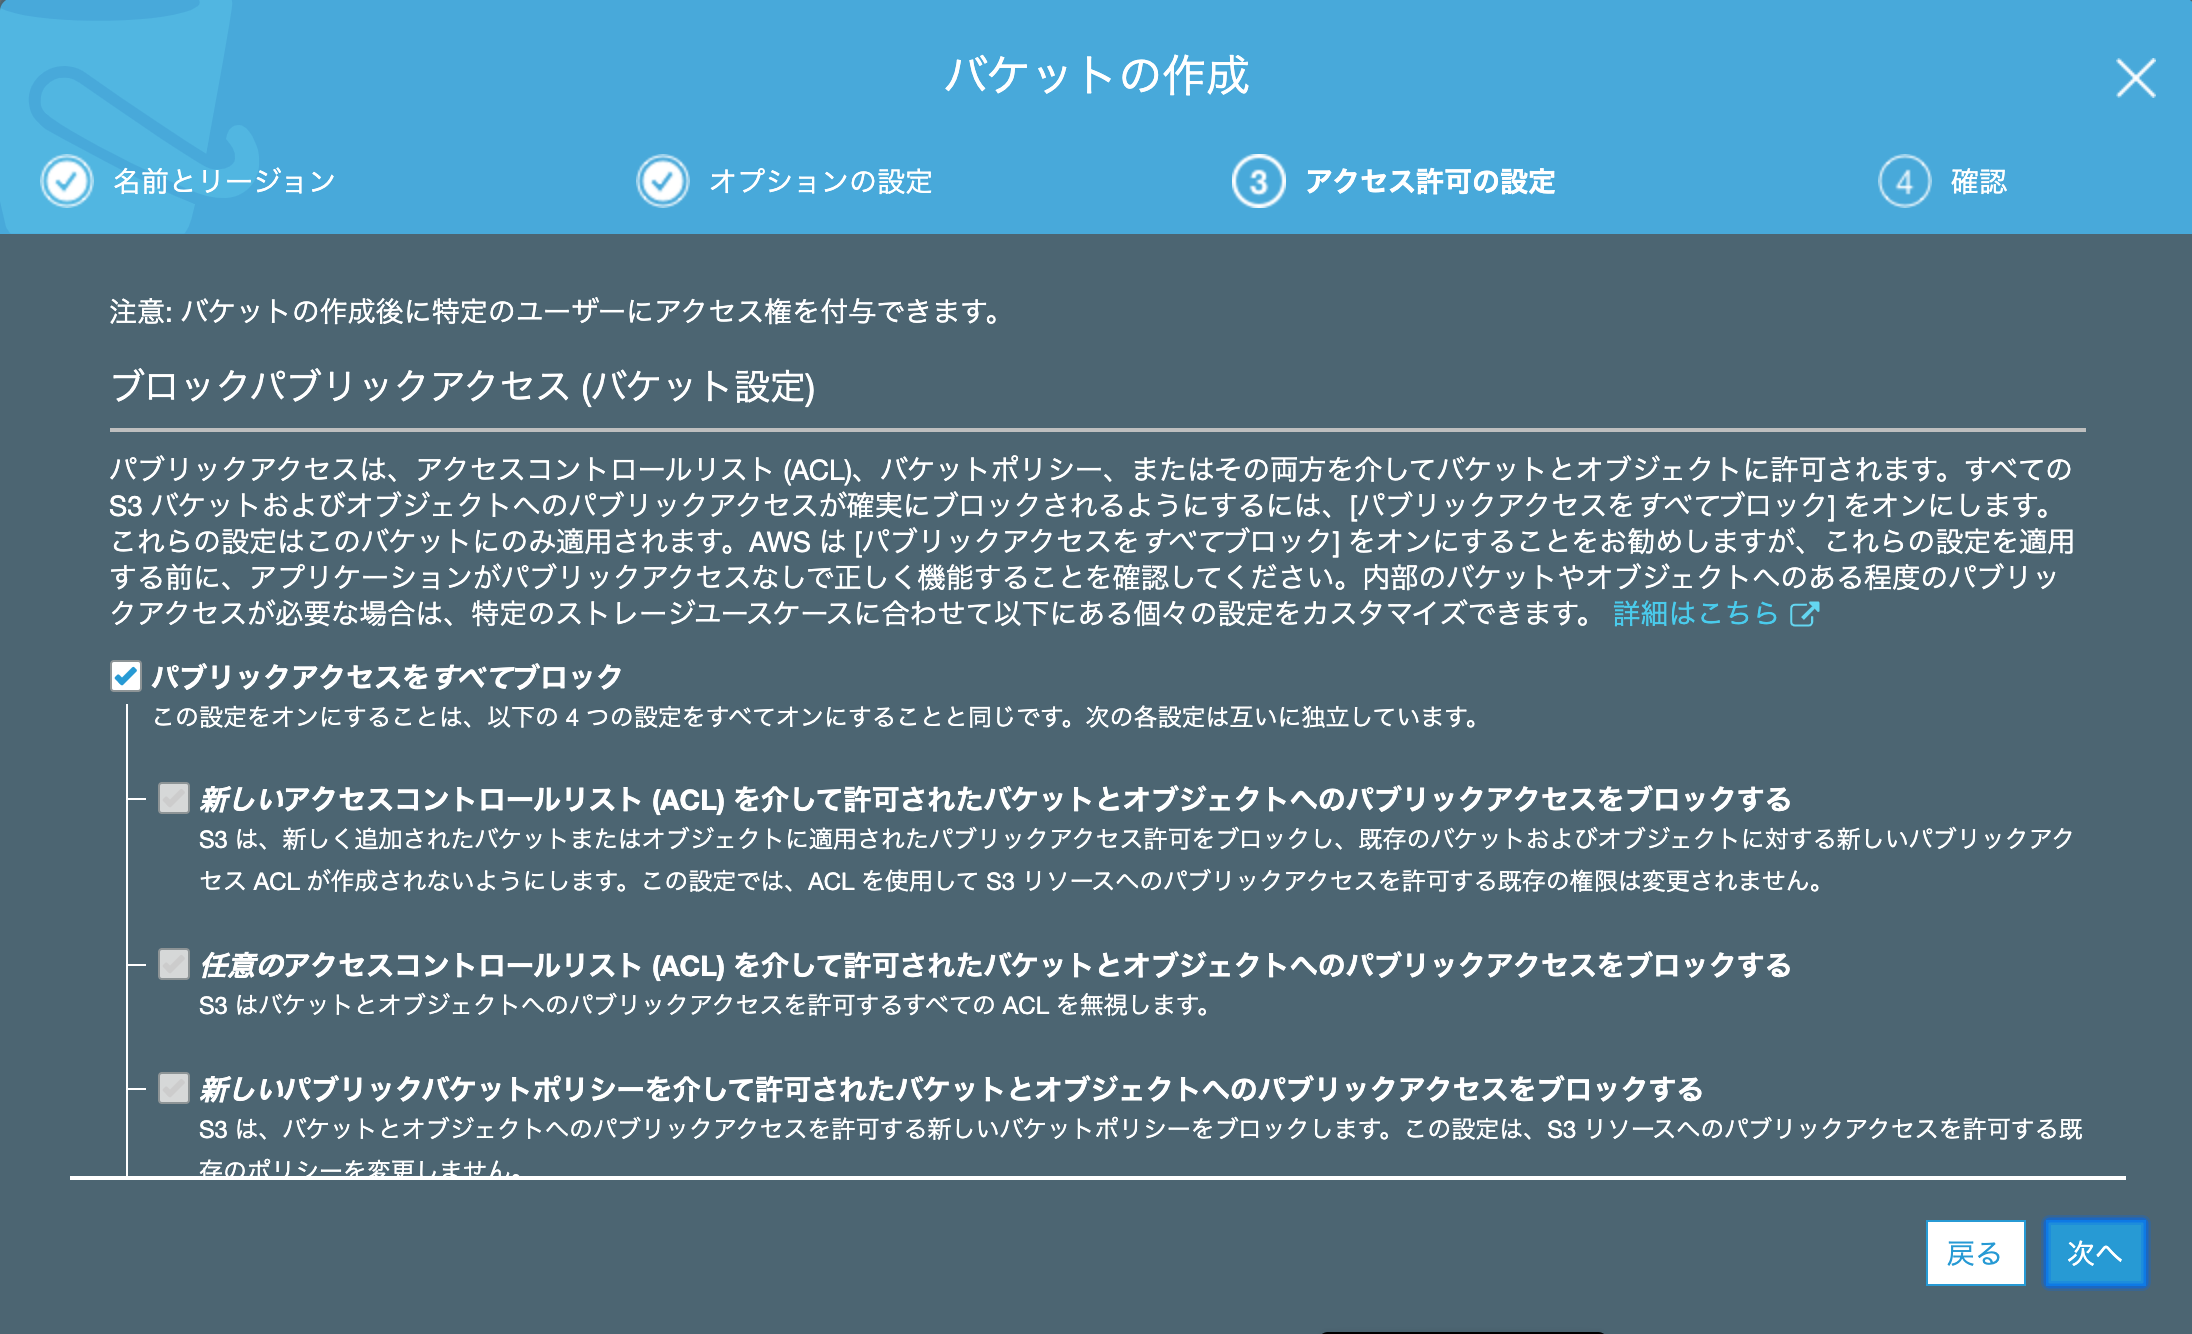 バケットの作成
名前とリージョン
オプションの設定
3 アクセス許可の設定
4 確認
注意: バケットの作成後に特定のユーザーにアクセス権を付与できます。
ブロックパブリックアクセス (バケット設定)
パブリックアクセスは、アクセスコントロールリスト (ACL)、バケットポリシー、またはその両方を介してバケットとオブジェクトに許可されます。すべての
S3 バケットおよびオブジェクトへのパブリックアクセスが確実にブロックされるようにするには、[パブリックアクセスをすべてブロック] をオンにします。
これらの設定はこのバケットにのみ適用されます。AWS は [パブリックアクセスをすべてブロック] をオンにすることをお勧めしますが、これらの設定を適用
する前に、アプリケーションがパブリックアクセスなしで正しく機能することを確認してください。内部のバケットやオブジェクトへのある程度のパブリッ
クアクセスが必要な場合は、特定のストレージユースケースに合わせて以下にある個々の設定をカスタマイズできます。 詳細はこちら
パブリックアクセスをすべてブロック
この設定をオンにすることは、以下の 4 つの設定をすべてオンにすることと同じです。次の各設定は互いに独立しています。
新しいアクセスコントロールリスト (ACL) を介して許可されたバケットとオブジェクトへのパブリックアクセスをブロックする
S3 は、新しく追加されたバケットまたはオブジェクトに適用されたパブリックアクセス許可をブロックし、既存のバケットおよびオブジェクトに対する新しいパブリックアク
セス ACL が作成されないようにします。この設定では、ACL を使用して S3 リソースへのパブリックアクセスを許可する既存の権限は変更されません。
任意のアクセスコントロールリスト (ACL) を介して許可されたバケットとオブジェクトへのパブリックアクセスをブロックする
S3 はバケットとオブジェクトへのパブリックアクセスを許可するすべての ACL を無視します。
新しいパブリックバケットポリシーを介して許可されたバケットとオブジェクトへのパブリックアクセスをブロックする
S3 は、バケットとオブジェクトへのパブリックアクセスを許可する新しいバケットポリシーをブロックします。この設定は、S3 リソースへのパブリックアクセスを許可する既
存のポリシーを変更しません。
戻る
次へ